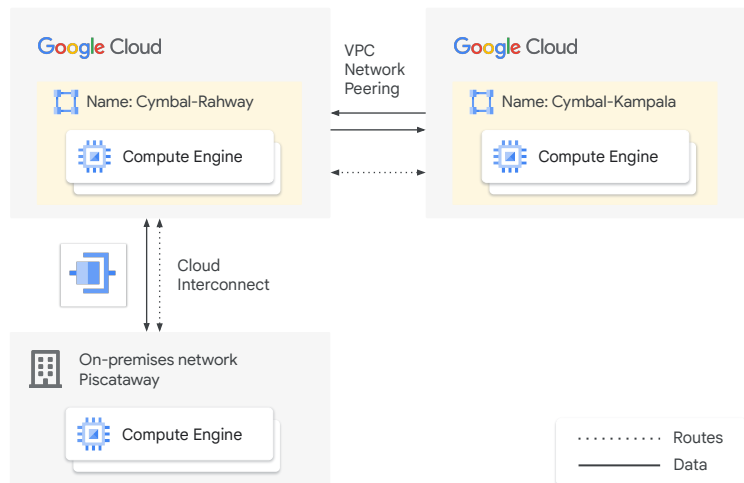 Google Cloud
Name: Cymbal-Rahway
Compute Engine
VPC
Network
Peering
Google Cloud
Name: Cymbal-Kampala
Compute Engine
Cloud
Interconnect
On-premises network
Piscataway
Compute Engine
Routes
Data